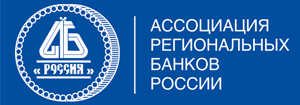 « РОССИЯ »
АССОЦИАЦИЯ
РЕГИОНАЛЬНЫХ
БАНКОВ
РОССИИ